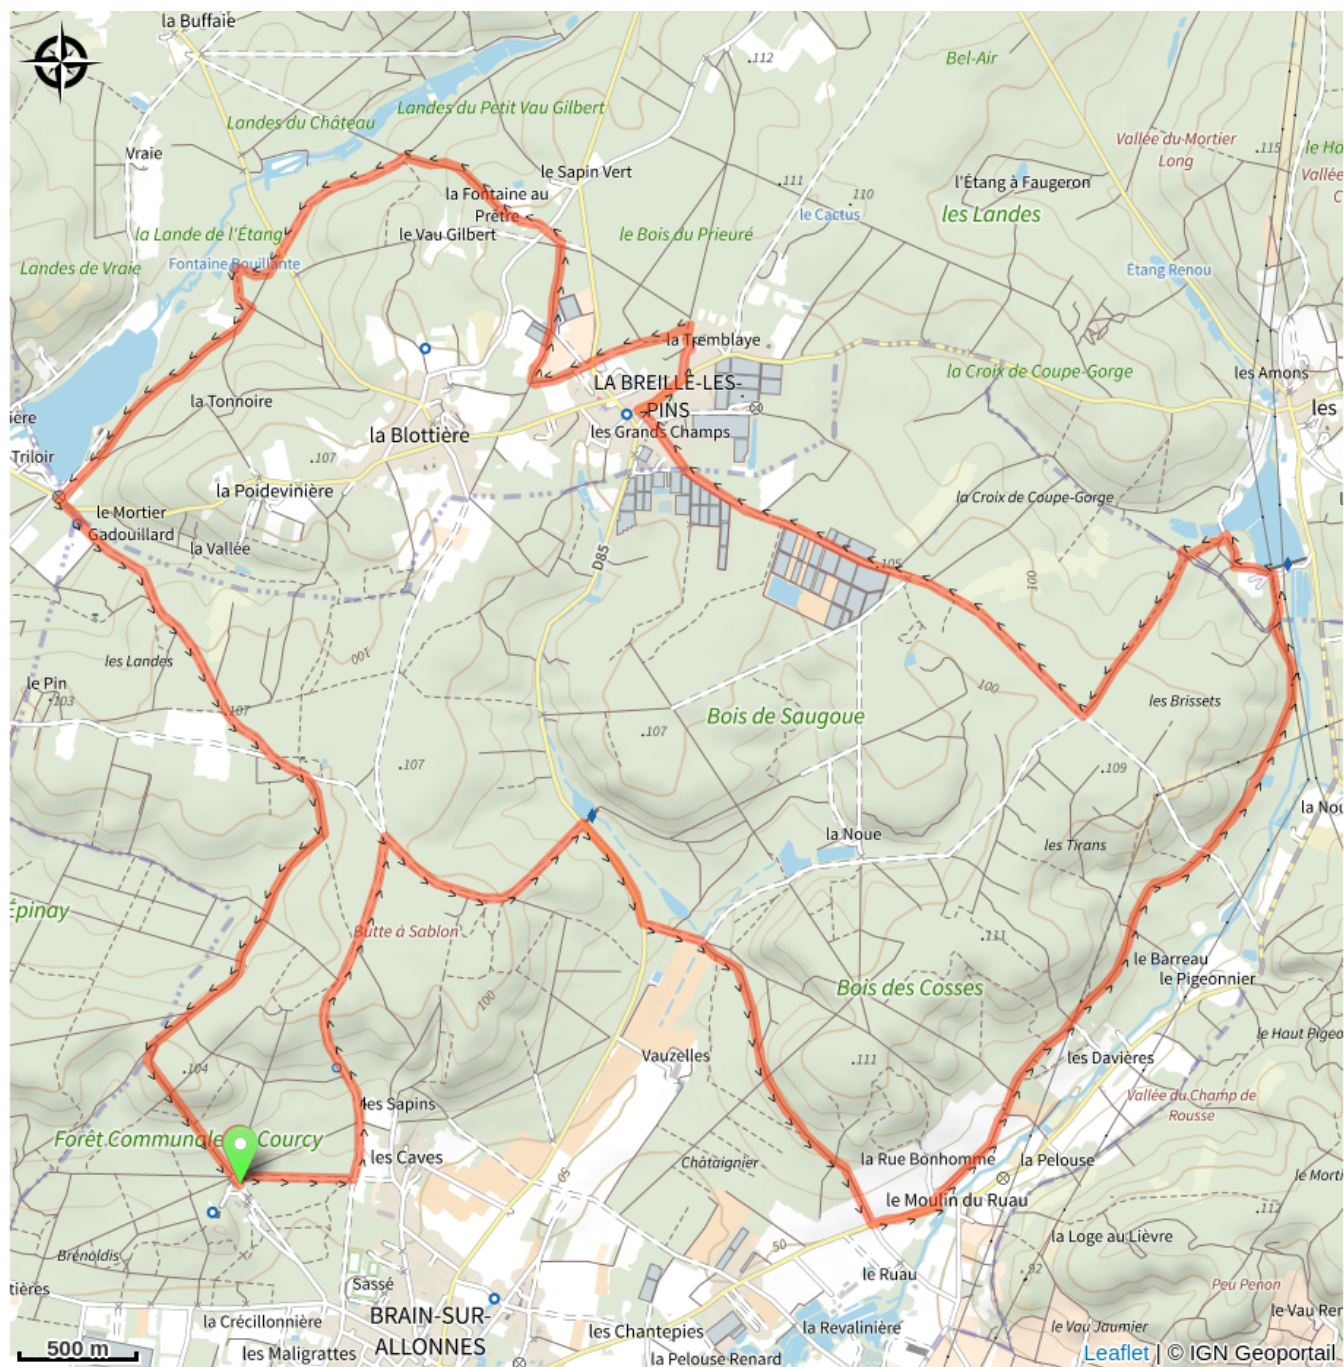 la Buffaie
.112
Bel-Air
Landes du Petit Vau Gilbert
Landes du Château
Vallée du Mortier
Long
.115
le Ha
Vraie
le Sapin Vert
Vallée
C
.111
110
l'Étang à Faugeron
la Fontaine au
Prêtre
le Cactus
les Landes
la Lande de l'Étang
le Vau Gilbert
le Bois du Prieuré
Landes de Vraie
Fontaine Bouillante
Étang Renou
la Tremblaye
la Croix de Coupe-Gorge
les Amons
LA BREILLE-LES-
PINS
les
la Tonnoire
ière
la Blottière
les Grands Champs
Triloir
.107
la Poidevinière
la Croix de Coupe-Gorge
le Mortier
Gadouillard
la Vallée
D85
.105
100
100
les Landes
le Pin
.103
.107
100
les Brissets
Bois de Saugoue
.107
.107
.109
la Nou
la Noue
les Tirans
Épinay
Butte à Sablon
.111
le Barreau
le Pigeonnier
100
Bois des Cosses
le Haut Pigeo
Vauzelles
.111
les Davières
.104
les Sapins
Vallée du Champ de
Rousse
Forêt Communale
Courcy
les Caves
Châtaignier
la Rue Bonhomme
la Pelouse
50
le Morti
le Moulin du Ruau
.112
50
la Loge au Lièvre
Brénoldis
.92
le Ruau
tières
Sassé
Peu Penon
la Crécillonnière
BRAIN-SUR-
ALLONNES
les Chantepies
la Revalinière
le Vau Jaumier
le Vau Rer
les Maligrattes
la Pelouse Renard
500 m
Leaflet | © IGN Geoportail